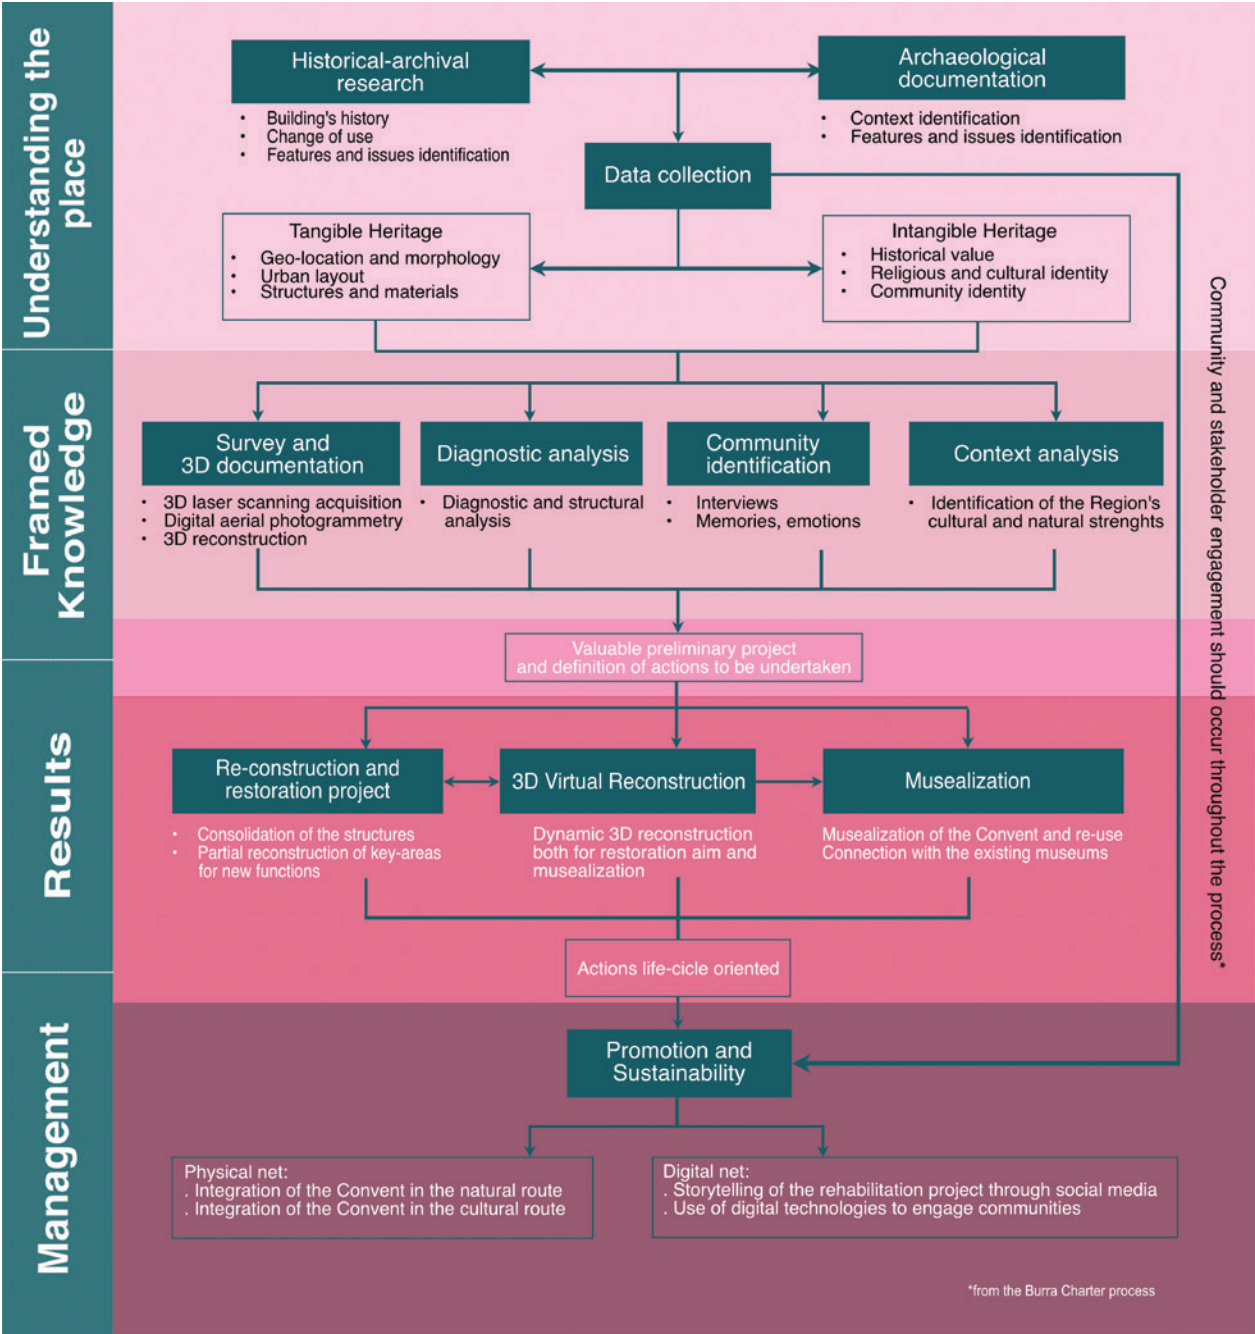 Understanding the
place
Historical-archival
research
• Building's history
• Change of use
• Features and issues identification
Archaeological
documentation
• Context identification
• Features and issues identification
Data collection
Tangible Heritage
• Geo-location and morphology
• Urban layout
• Structures and materials
Intangible Heritage
• Historical value
• Religious and cultural identity
• Community identity
Community and stakeholder engagement should occur throughout the process*
Framed
Knowledge
Survey and
3D documentation
• 3D laser scanning acquisition
• Digital aerial photogrammetry
• 3D reconstruction
Diagnostic analysis
• Diagnostic and structural
analysis
Community
identification
• Interviews
• Memories, emotions
Context analysis
• Identification of the Region's
cultural and natural strenghts
Valuable preliminary project
and definition of actions to be undertaken
Results
Re-construction and
restoration project
• Consolidation of the structures
• Partial reconstruction of key-areas
for new functions
3D Virtual Reconstruction
Dynamic 3D reconstruction
both for restoration aim and
musealization
Musealization
Musealization of the Convent and re-use
Connection with the existing museums
Actions life-cicle oriented
Management
Promotion and
Sustainability
Physical net:
. Integration of the Convent in the natural route
. Integration of the Convent in the cultural route
Digital net:
. Storytelling of the rehabilitation project through social media
. Use of digital technologies to engage communities
*from the Burra Charter process